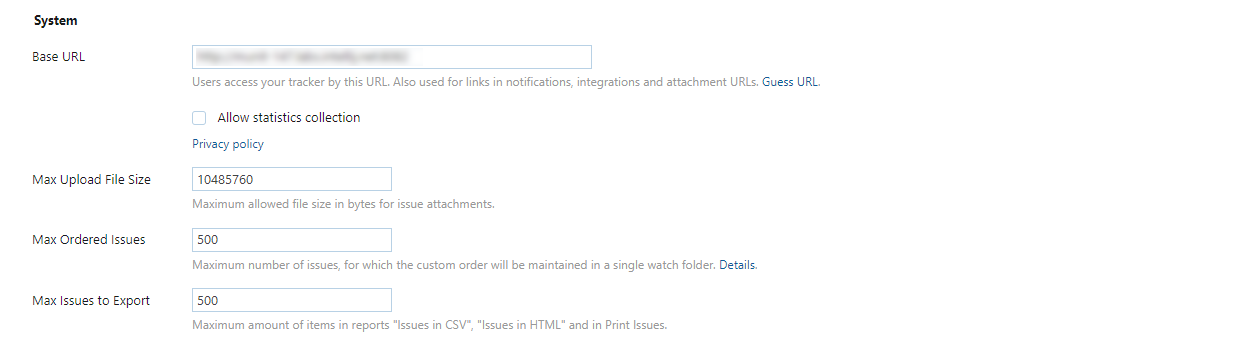 System
Base URL
Users access your tracker by this URL. Also used for links in notifications, integrations and attachment URLs. Guess URL.
Allow statistics collection
Privacy policy
Max Upload File Size 10485760
Maximum allowed file size in bytes for issue attachments.
Max Ordered Issues 500
Maximum number of issues, for which the custom order will be maintained in a single watch folder. Details.
Max Issues to Export 500
Maximum amount of items in reports "Issues in CSV", "Issues in HTML" and in Print Issues.